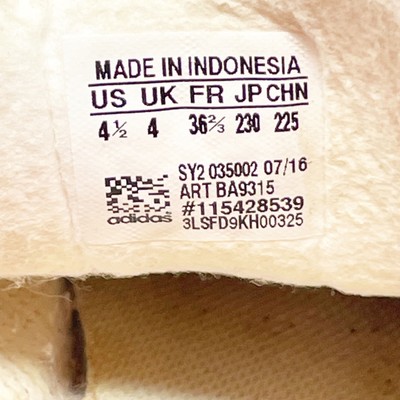 MADE IN INDONESIA
US UK FR JP CHN
4½ 4 36⅔ 230 225
SY2 035002 07/16
ART BA9315
#115428539
adidas 3LSFD9KH00325